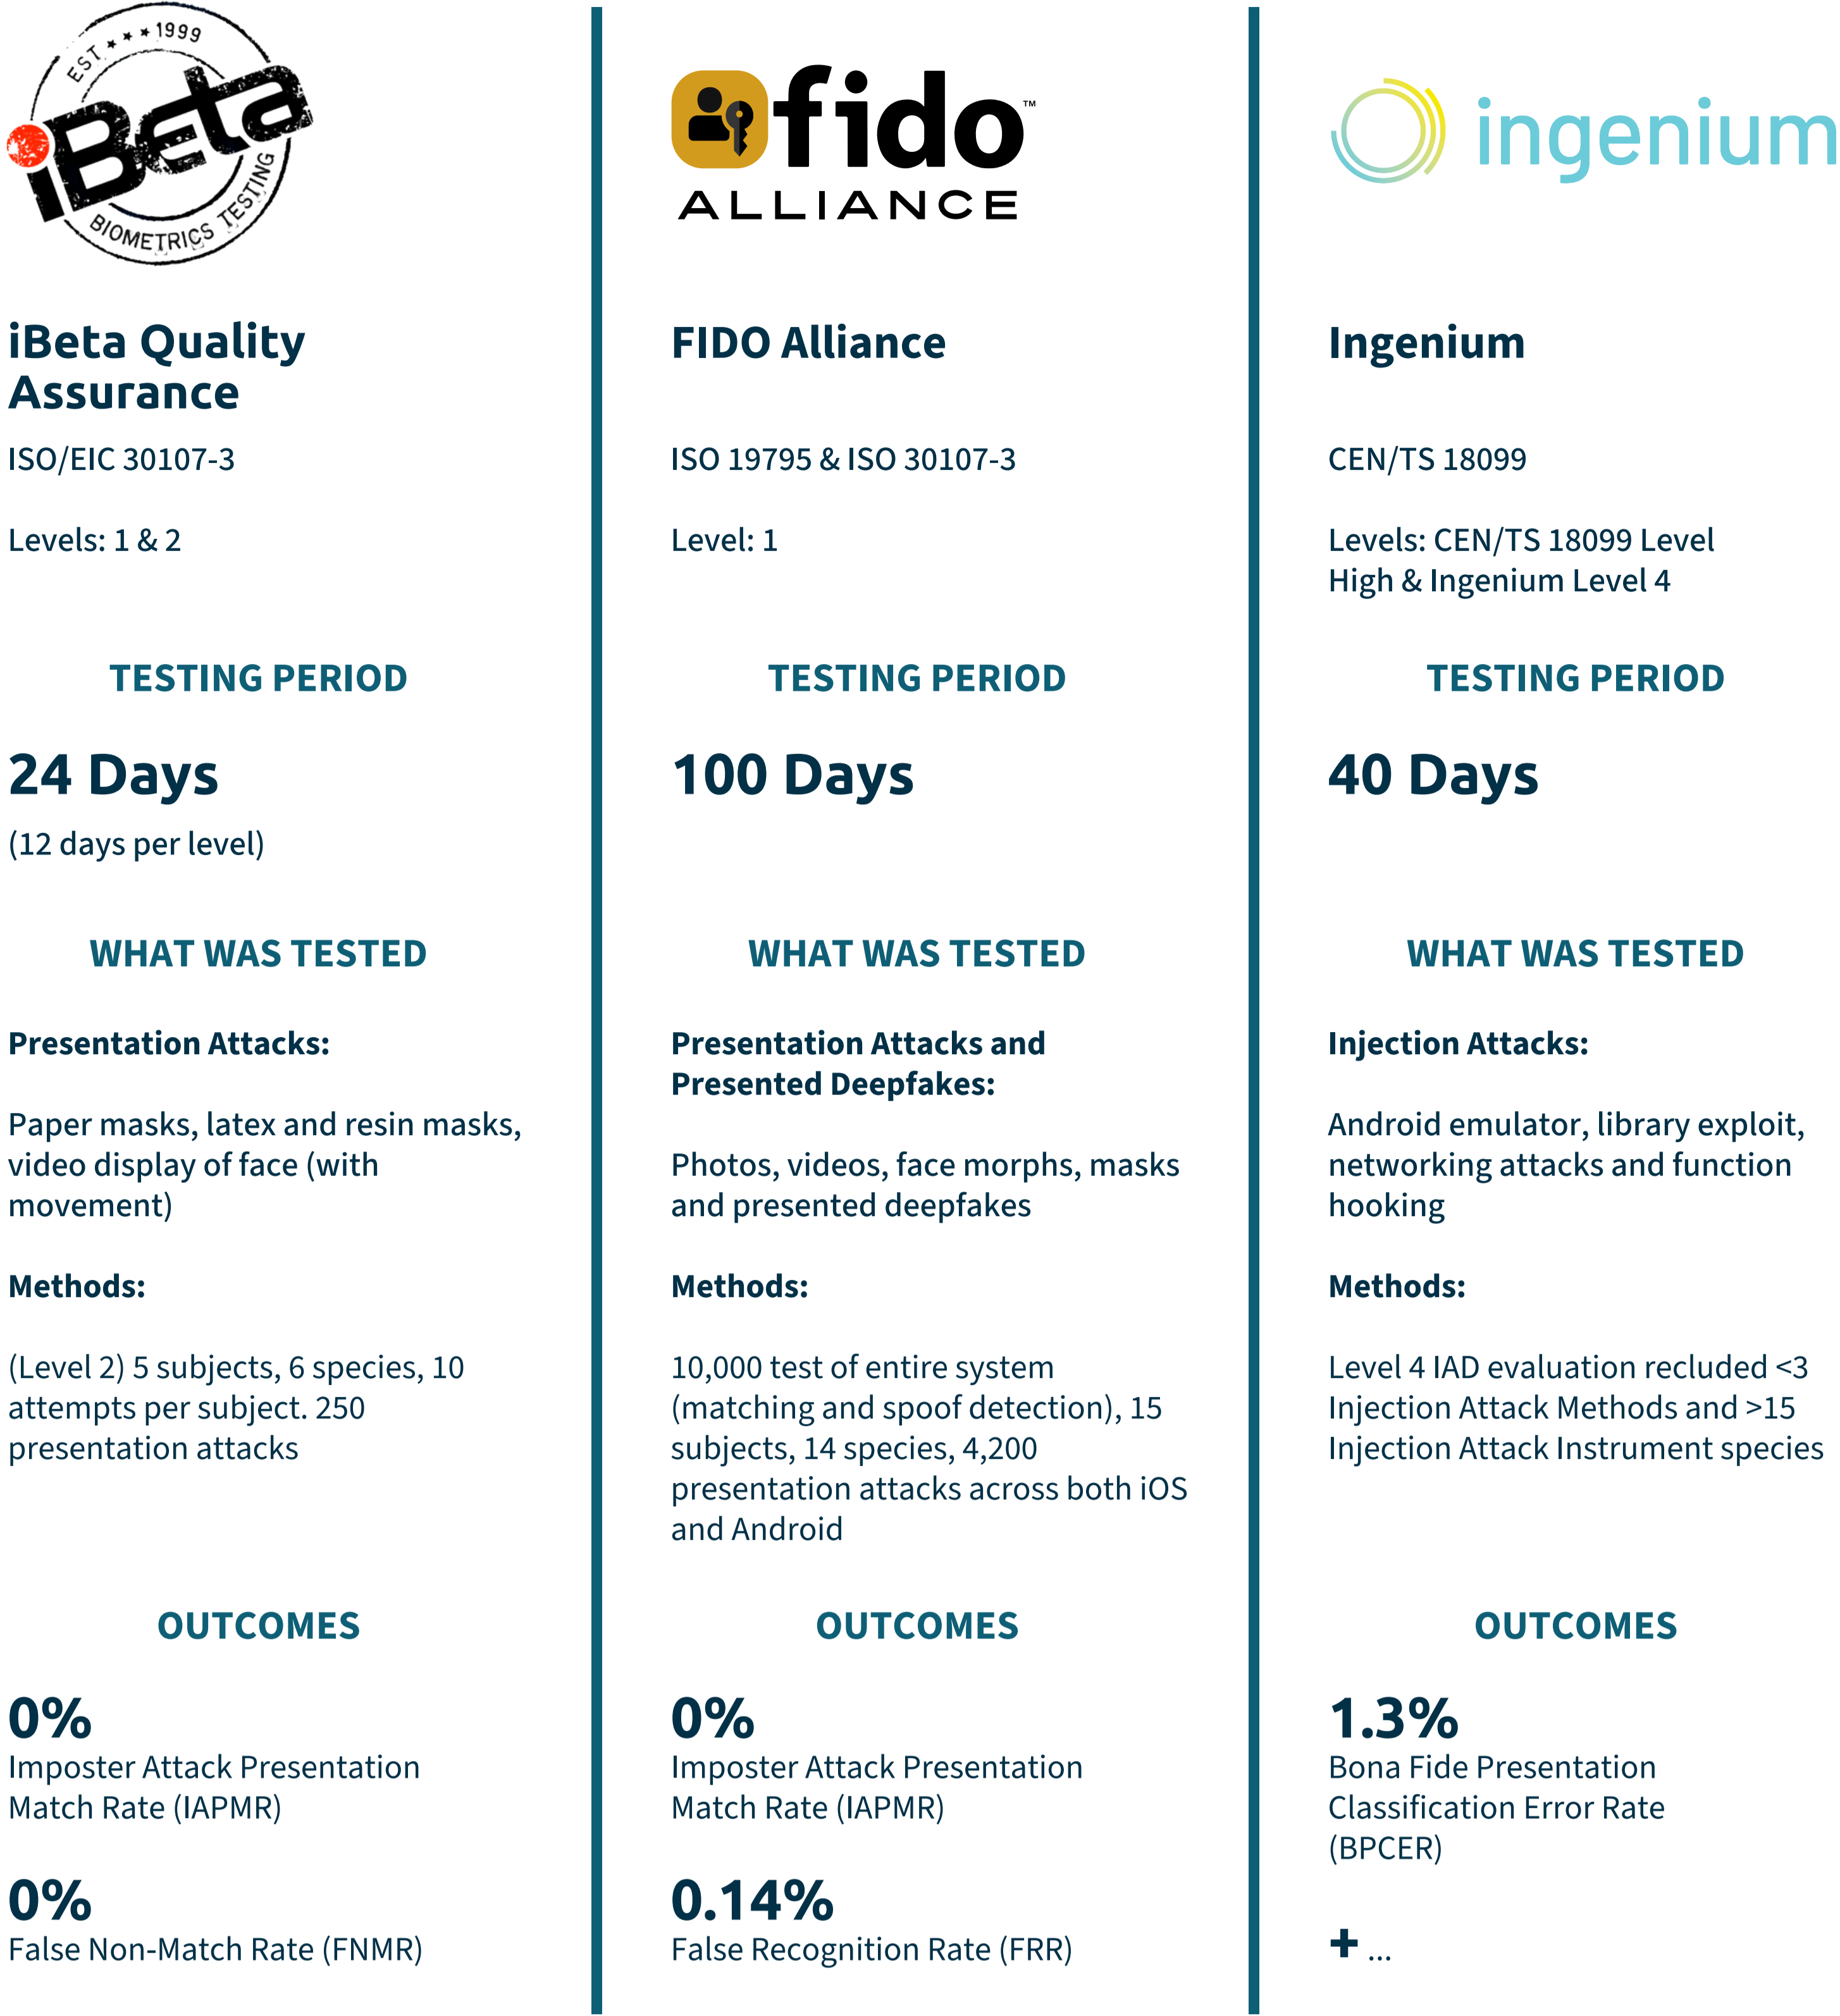 EST ★★★ 1999
iBeta
BIOMETRICS TESTING
iBeta Quality
Assurance
ISO/EIC 30107-3
Levels: 1 & 2
TESTING PERIOD
24 Days
(12 days per level)
WHAT WAS TESTED
Presentation Attacks:
Paper masks, latex and resin masks,
video display of face (with
movement)
Methods:
(Level 2) 5 subjects, 6 species, 10
attempts per subject. 250
presentation attacks
OUTCOMES
0%
Imposter Attack Presentation
Match Rate (IAPMR)
0%
False Non-Match Rate (FNMR)
fido™
ALLIANCE
FIDO Alliance
ISO 19795 & ISO 30107-3
Level: 1
TESTING PERIOD
100 Days
WHAT WAS TESTED
Presentation Attacks and
Presented Deepfakes:
Photos, videos, face morphs, masks
and presented deepfakes
Methods:
10,000 test of entire system
(matching and spoof detection), 15
subjects, 14 species, 4,200
presentation attacks across both iOS
and Android
OUTCOMES
0%
Imposter Attack Presentation
Match Rate (IAPMR)
0.14%
False Recognition Rate (FRR)
ingenium
Ingenium
CEN/TS 18099
Levels: CEN/TS 18099 Level
High & Ingenium Level 4
TESTING PERIOD
40 Days
WHAT WAS TESTED
Injection Attacks:
Android emulator, library exploit,
networking attacks and function
hooking
Methods:
Level 4 IAD evaluation recluded <3
Injection Attack Methods and >15
Injection Attack Instrument species
OUTCOMES
1.3%
Bona Fide Presentation
Classification Error Rate
(BPCER)
+ ...